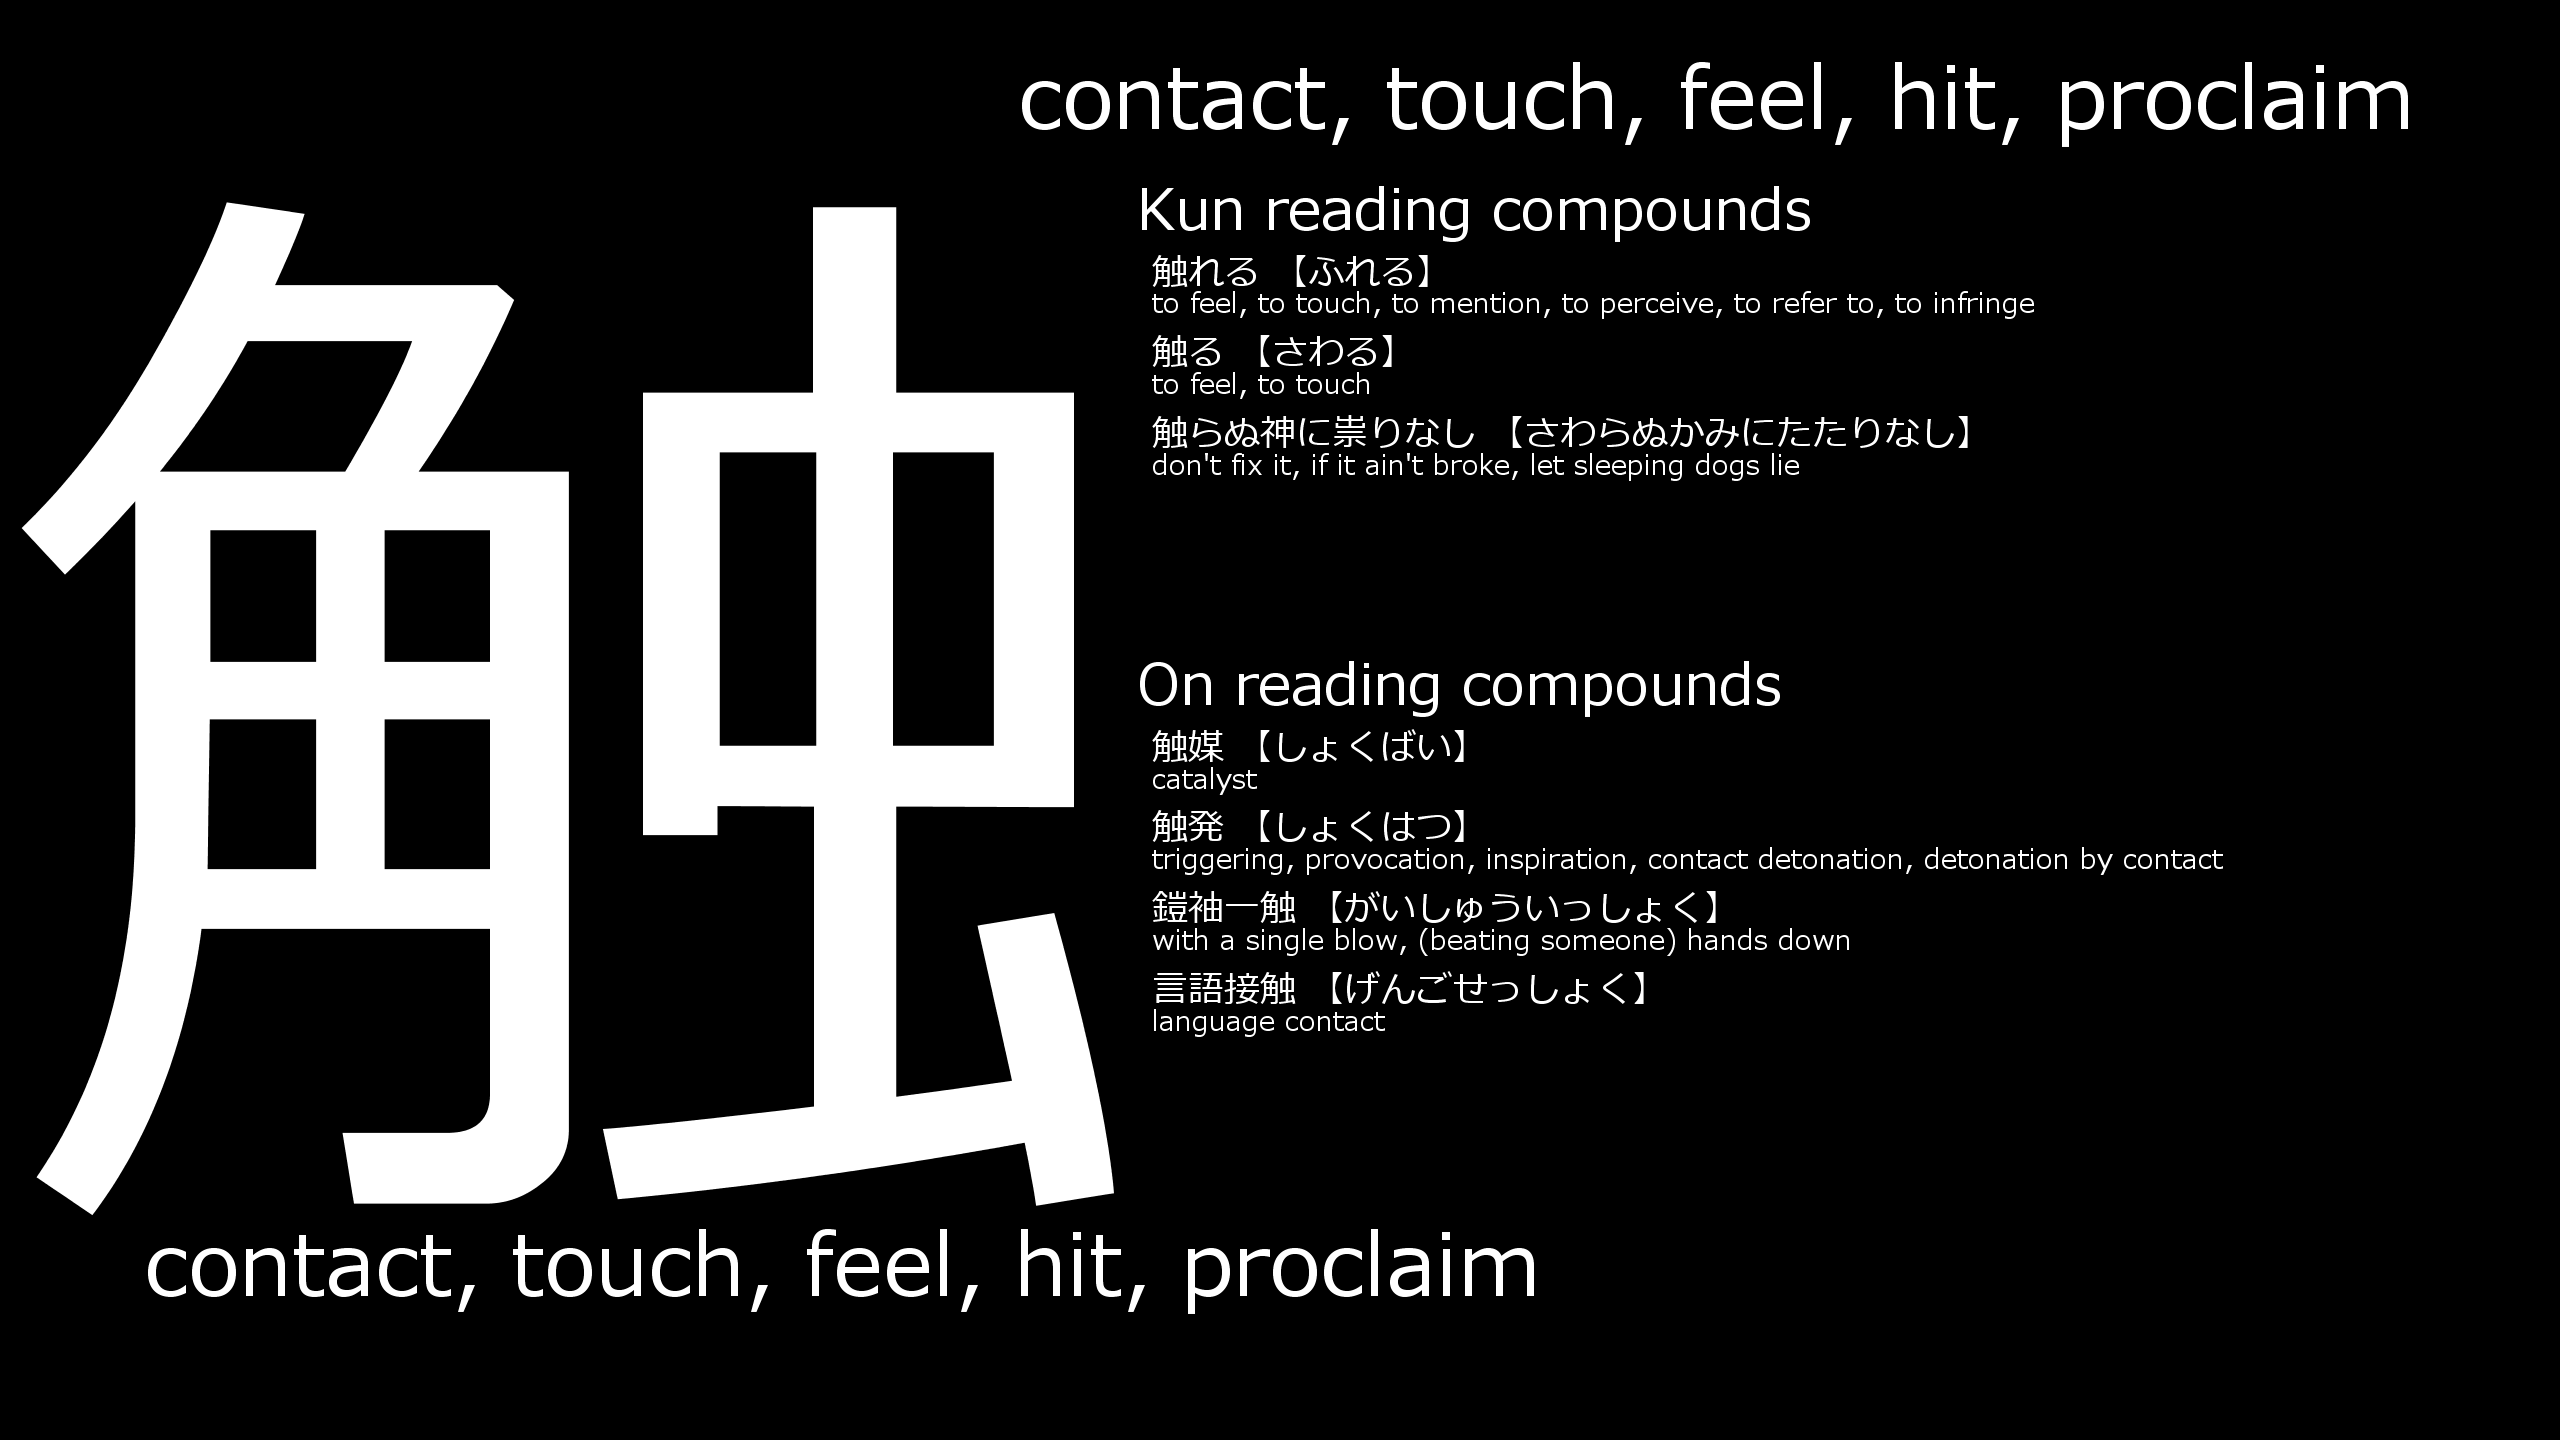 contact, touch, feel, hit, proclaim
触
Kun reading compounds
触れる 【ふれる】
to feel, to touch, to mention, to perceive, to refer to, to infringe
触る 【さわる】
to feel, to touch
触らぬ神に祟りなし 【さわらぬかみにたたりなし】
don't fix it, if it ain't broke, let sleeping dogs lie
On reading compounds
触媒 【しょくばい】
catalyst
触発 【しょくはつ】
triggering, provocation, inspiration, contact detonation, detonation by contact
鎧袖一触 【がいしゅういっしょく】
with a single blow, (beating someone) hands down
言語接触 【げんごせっしょく】
language contact
contact, touch, feel, hit, proclaim